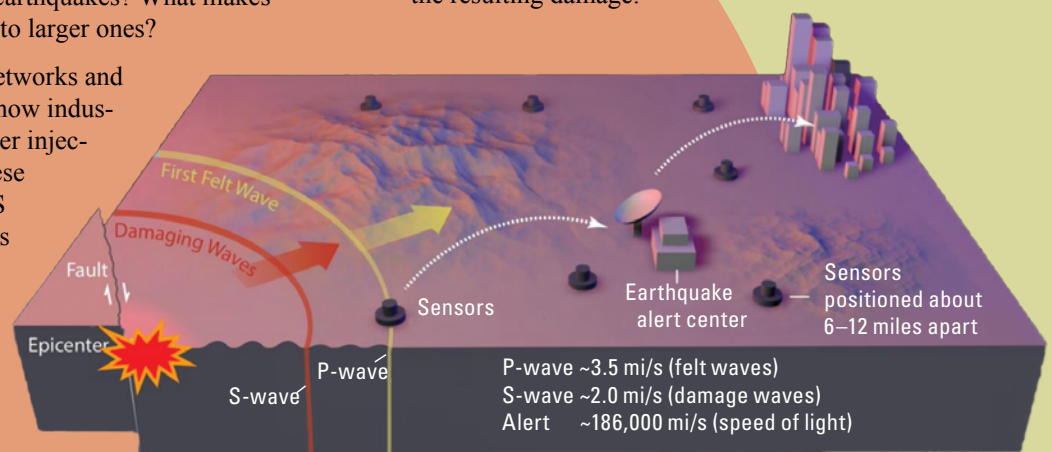 earthquakes? What makes
to larger ones?
etworks and
now indus-
er injec-
ese
S
s
the resulting damage.
First Felt Wave
Damaging Waves
Fault
Epicenter
S-wave
P-wave
Sensors
Earthquake
alert center
Sensors
positioned about
6–12 miles apart
P-wave ~3.5 mi/s (felt waves)
S-wave ~2.0 mi/s (damage waves)
Alert ~186,000 mi/s (speed of light)